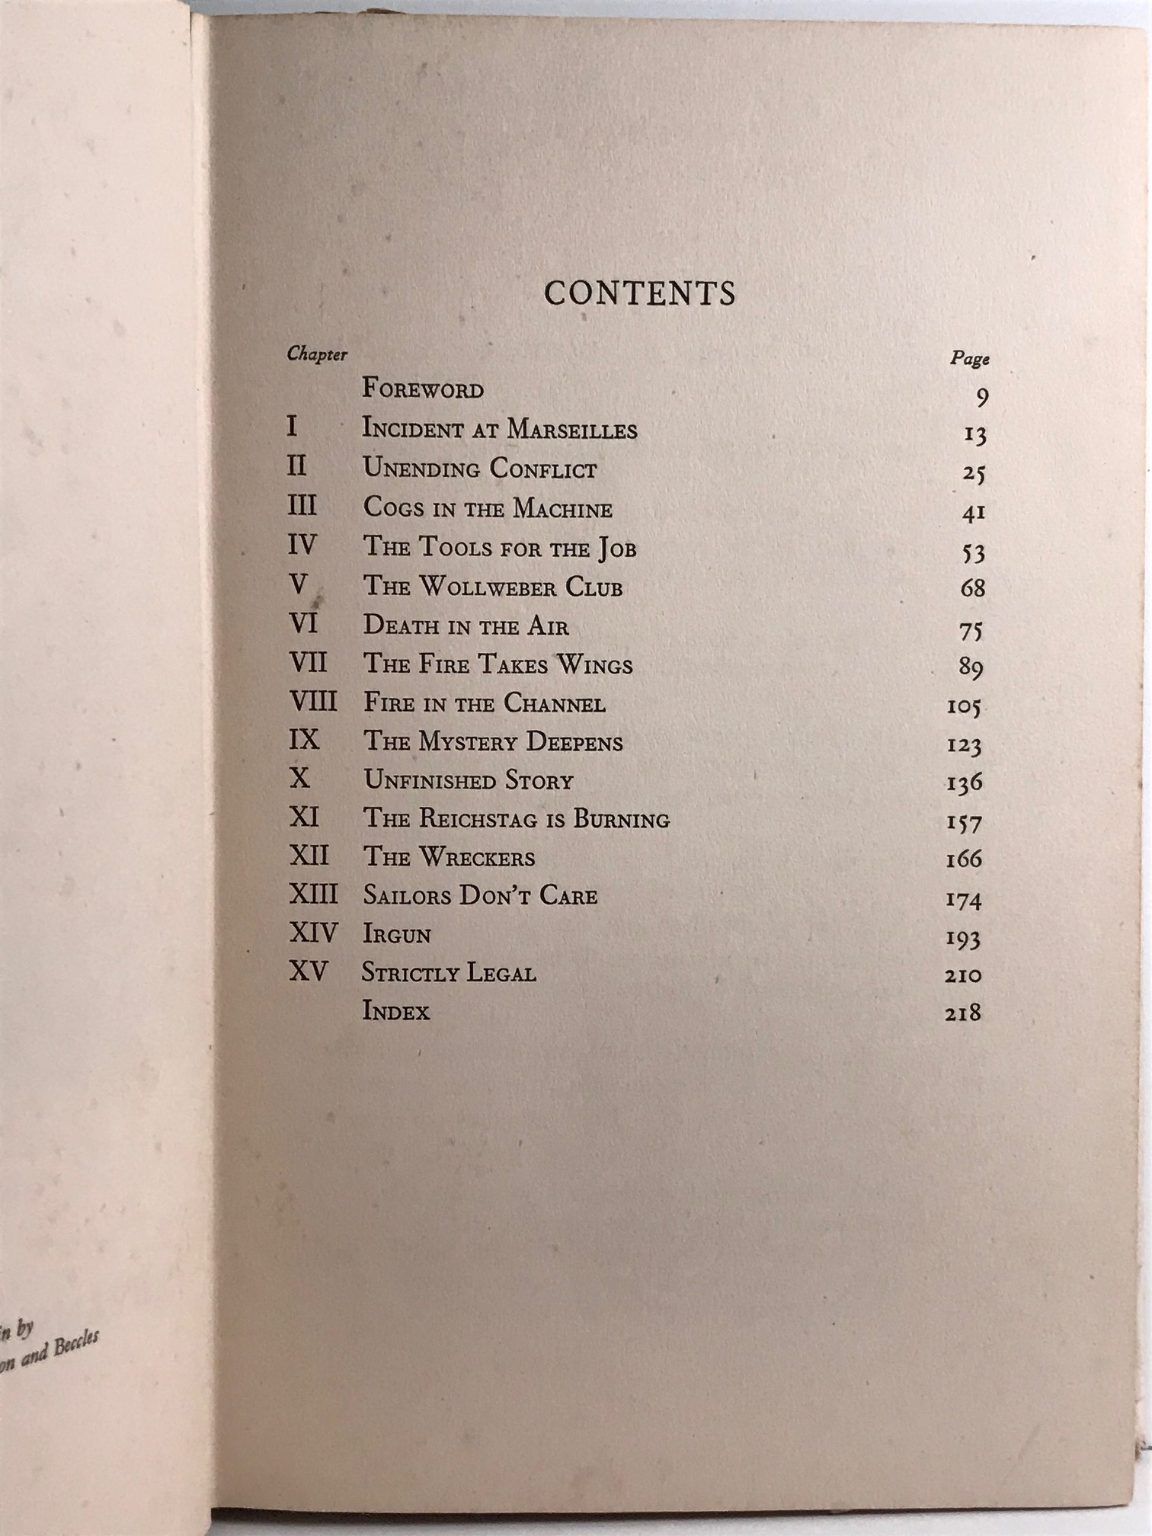 in by
and Beccles
CONTENTS
Chapter Page
FOREWORD 9
I INCIDENT AT MARSEILLES 13
II UNENDING CONFLICT 25
III COGS IN THE MACHINE 41
IV THE TOOLS FOR THE JOB 53
V THE WOLLWEBER CLUB 68
VI DEATH IN THE AIR 75
VII THE FIRE TAKES WINGS 89
VIII FIRE IN THE CHANNEL 105
IX THE MYSTERY DEEPENS 123
X UNFINISHED STORY 136
XI THE REICHSTAG IS BURNING 157
XII THE WRECKERS 166
XIII SAILORS DON'T CARE 174
XIV IRGUN 193
XV STRICTLY LEGAL 210
INDEX 218